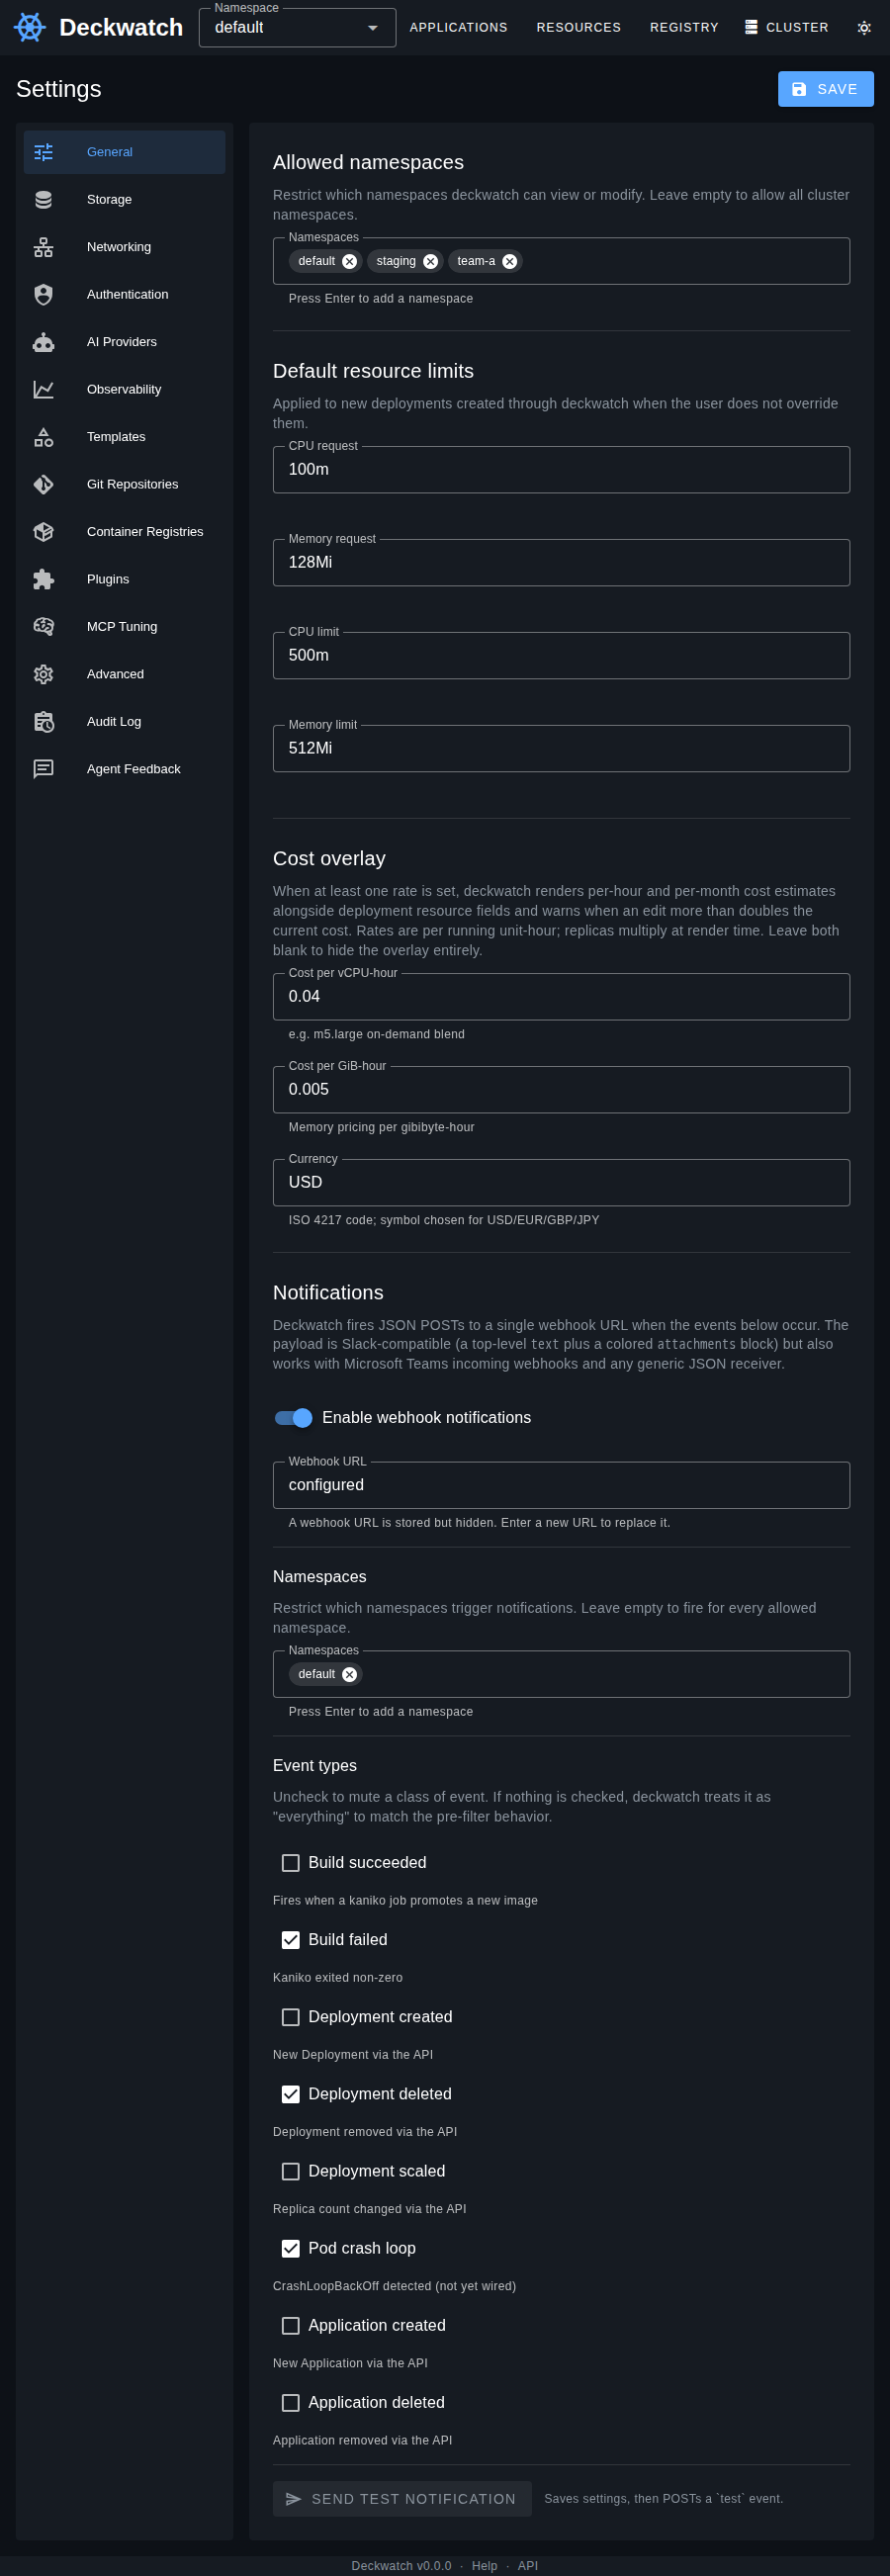 Deckwatch
Namespace
default
APPLICATIONS
RESOURCES
REGISTRY
CLUSTER
Settings
SAVE
General
Storage
Networking
Authentication
AI Providers
Observability
Templates
Git Repositories
Container Registries
Plugins
MCP Tuning
Advanced
Audit Log
Agent Feedback
Allowed namespaces
Restrict which namespaces deckwatch can view or modify. Leave empty to allow all cluster
namespaces.
Namespaces
default staging team-a
Press Enter to add a namespace
Default resource limits
Applied to new deployments created through deckwatch when the user does not override
them.
CPU request
100m
Memory request
128Mi
CPU limit
500m
Memory limit
512Mi
Cost overlay
When at least one rate is set, deckwatch renders per-hour and per-month cost estimates
alongside deployment resource fields and warns when an edit more than doubles the
current cost. Rates are per running unit-hour; replicas multiply at render time. Leave both
blank to hide the overlay entirely.
Cost per vCPU-hour
0.04
e.g. m5.large on-demand blend
Cost per GiB-hour
0.005
Memory pricing per gibibyte-hour
Currency
USD
ISO 4217 code; symbol chosen for USD/EUR/GBP/JPY
Notifications
Deckwatch fires JSON POSTs to a single webhook URL when the events below occur. The
payload is Slack-compatible (a top-level text plus a colored attachments block) but also
works with Microsoft Teams incoming webhooks and any generic JSON receiver.
Enable webhook notifications
Webhook URL
configured
A webhook URL is stored but hidden. Enter a new URL to replace it.
Namespaces
Restrict which namespaces trigger notifications. Leave empty to fire for every allowed
namespace.
Namespaces
default
Press Enter to add a namespace
Event types
Uncheck to mute a class of event. If nothing is checked, deckwatch treats it as
"everything" to match the pre-filter behavior.
Build succeeded
Fires when a kaniko job promotes a new image
Build failed
Kaniko exited non-zero
Deployment created
New Deployment via the API
Deployment deleted
Deployment removed via the API
Deployment scaled
Replica count changed via the API
Pod crash loop
CrashLoopBackOff detected (not yet wired)
Application created
New Application via the API
Application deleted
Application removed via the API
SEND TEST NOTIFICATION
Saves settings, then POSTs a `test` event.
Deckwatch v0.0.0 · Help · API